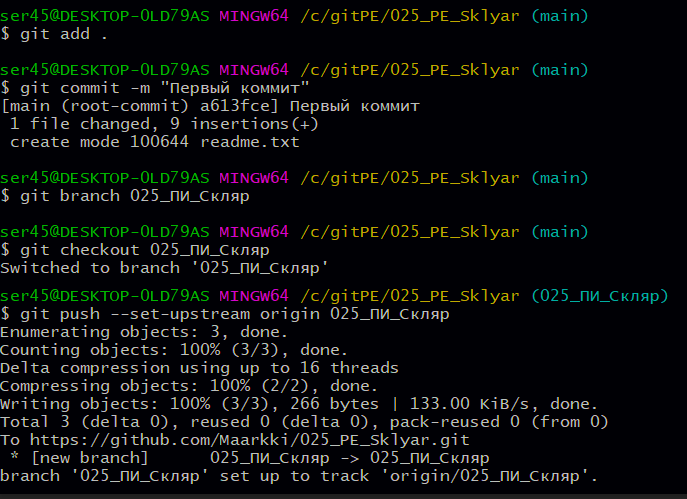 ser45@DESKTOP-OLD79AS MINGW64 /c/gitPE/025_PE_Sklyar (main)
$ git add .
ser45@DESKTOP-OLD79AS MINGW64 /c/gitPE/025_PE_Sklyar (main)
$ git commit -m "Первый коммит"
[main (root-commit) a613fce] Первый коммит
 1 file changed, 9 insertions(+)
 create mode 100644 readme.txt
ser45@DESKTOP-OLD79AS MINGW64 /c/gitPE/025_PE_Sklyar (main)
$ git branch 025_ПИ_Скляр
ser45@DESKTOP-OLD79AS MINGW64 /c/gitPE/025_PE_Sklyar (main)
$ git checkout 025_ПИ_Скляр
Switched to branch '025_ПИ_Скляр'
ser45@DESKTOP-OLD79AS MINGW64 /c/gitPE/025_PE_Sklyar (025_ПИ_Скляр)
$ git push --set-upstream origin 025_ПИ_Скляр
Enumerating objects: 3, done.
Counting objects: 100% (3/3), done.
Delta compression using up to 16 threads
Compressing objects: 100% (2/2), done.
Writing objects: 100% (3/3), 266 bytes | 133.00 KiB/s, done.
Total 3 (delta 0), reused 0 (delta 0), pack-reused 0 (from 0)
To https://github.com/Maarkki/025_PE_Sklyar.git
 * [new branch]      025_ПИ_Скляр -> 025_ПИ_Скляр
branch '025_ПИ_Скляр' set up to track 'origin/025_ПИ_Скляр'.